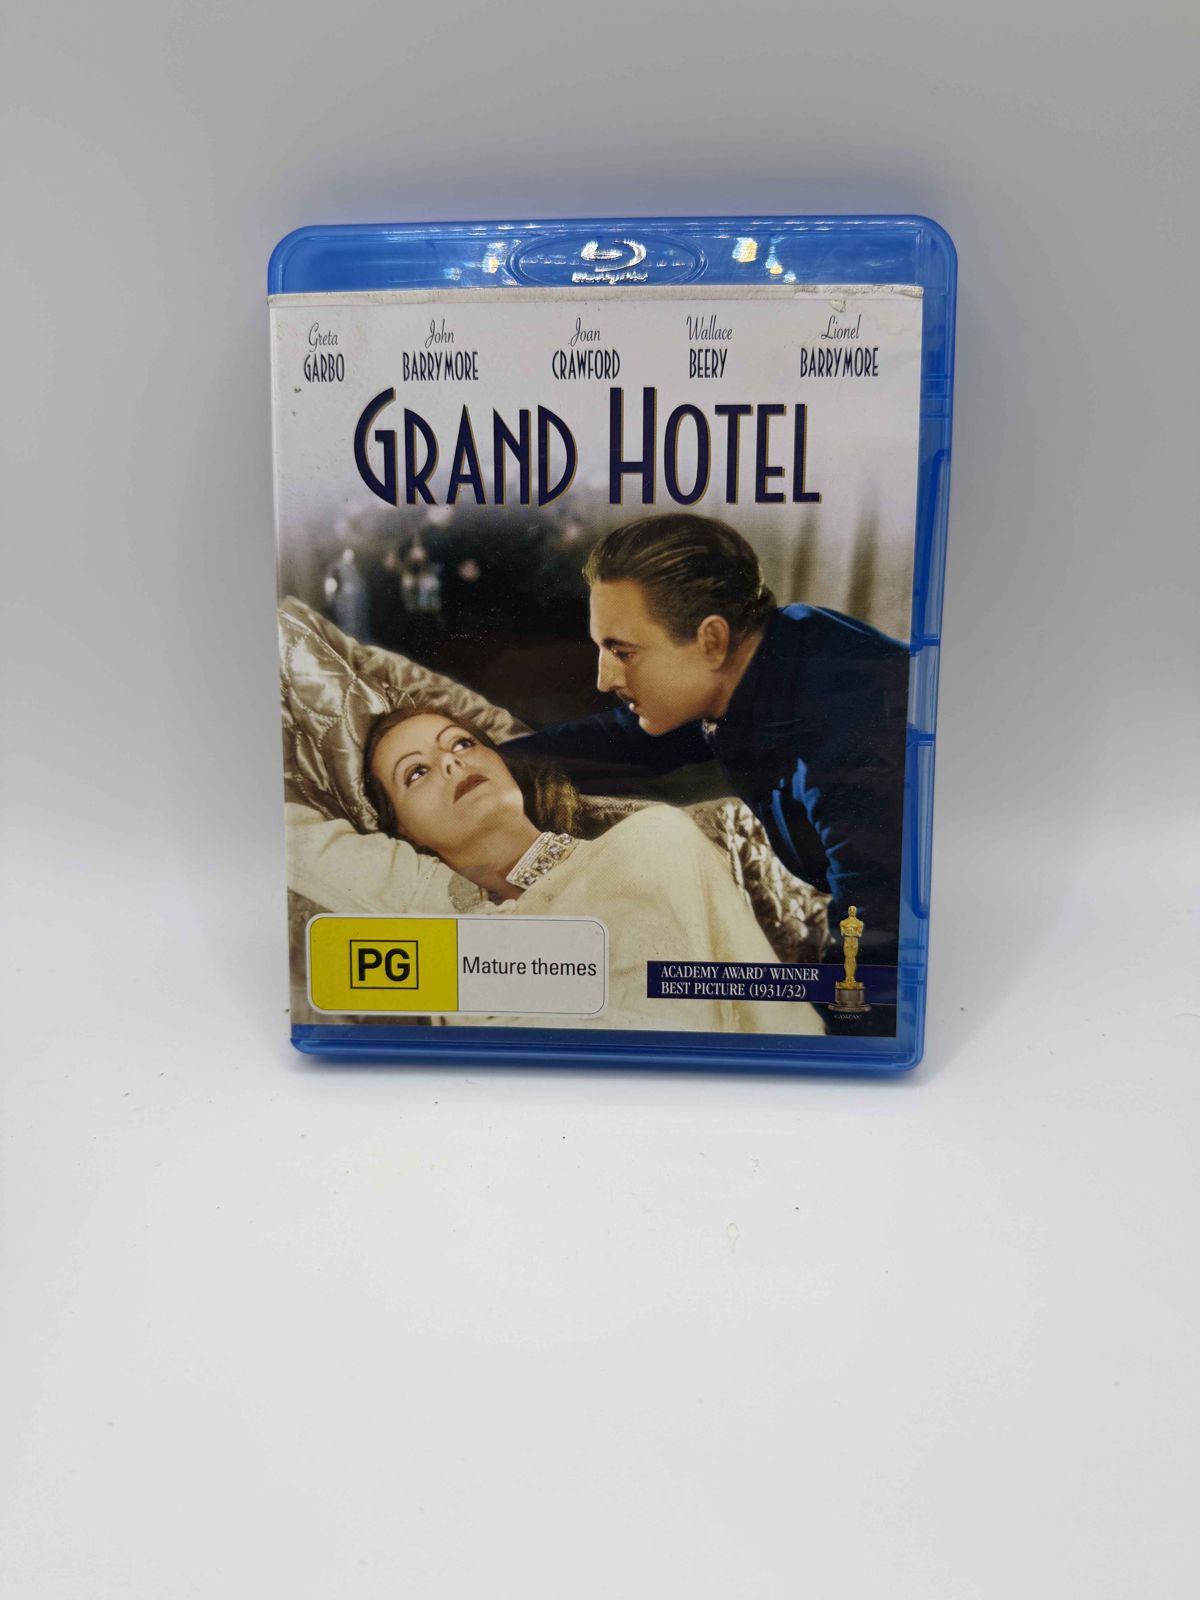 Greta John Joan Wallace Lionel
GARBO BARRYMORE CRAWFORD BEERY BARRYMORE
GRAND HOTEL
PG Mature themes
ACADEMY AWARD® WINNER
BEST PICTURE (1931/32)